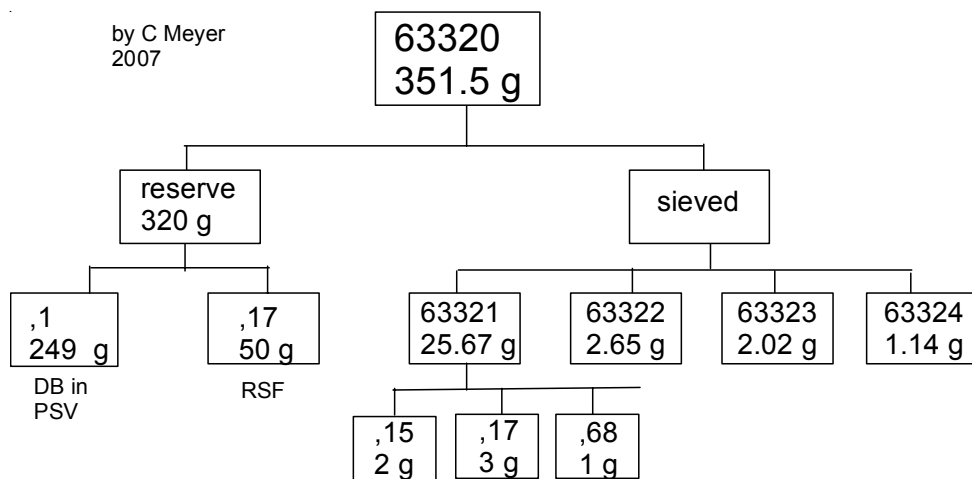 by C Meyer
2007
63320
351.5 g
reserve
320 g
sieved
,1
249 g
DB in
PSV
,17
50 g
RSF
63321
25.67 g
63322
2.65 g
63323
2.02 g
63324
1.14 g
,15
2 g
,17
3 g
,68
1 g